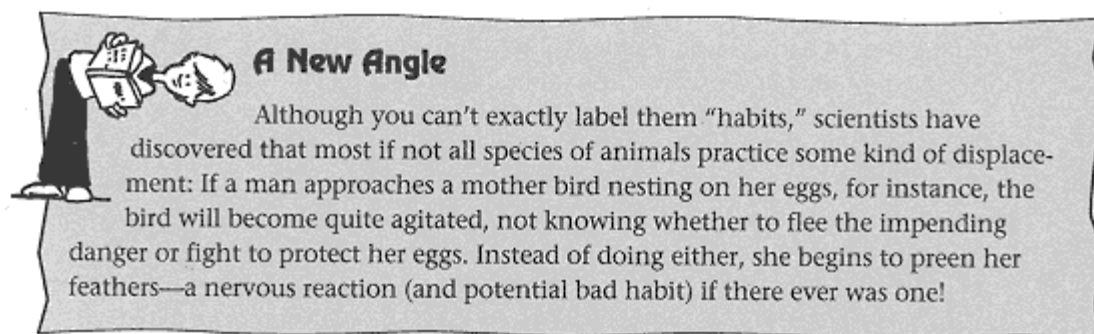 A New Angle
Although you can't exactly label them "habits," scientists have
discovered that most if not all species of animals practice some kind of displace-
ment: If a man approaches a mother bird nesting on her eggs, for instance, the
bird will become quite agitated, not knowing whether to flee the impending
danger or fight to protect her eggs. Instead of doing either, she begins to preen her
feathers—a nervous reaction (and potential bad habit) if there ever was one!